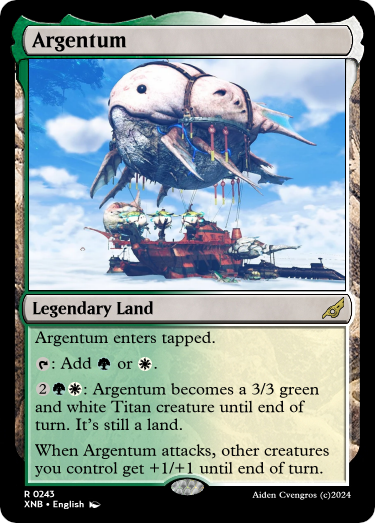 Argentum
Legendary Land
Argentum enters tapped.
: Add or .
2 : Argentum becomes a 3/3 green
and white Titan creature until end of
turn. It's still a land.
When Argentum attacks, other creatures
you control get +1/+1 until end of turn.
R 0243
XNB • English
Aiden Cvengros (c)2024